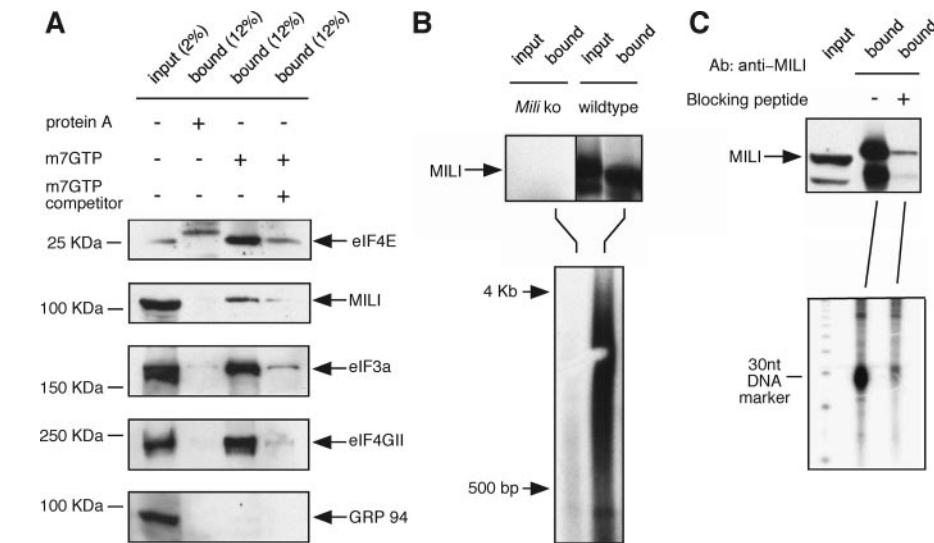 A
input (2%)
bound (12%)
bound (12%)
bound (12%)
protein A - + - -
m7GTP - - + +
m7GTP
competitor - - - +
25 KDa
eIF4E
100 KDa
MILI
150 KDa
eIF3a
250 KDa
eIF4GII
100 KDa
GRP 94
B
input
bound
input
bound
Mili ko wildtype
MILI
4 Kb
500 bp
C
input
bound
bound
Ab: anti–MILI
Blocking peptide - +
MILI
30nt
DNA
marker